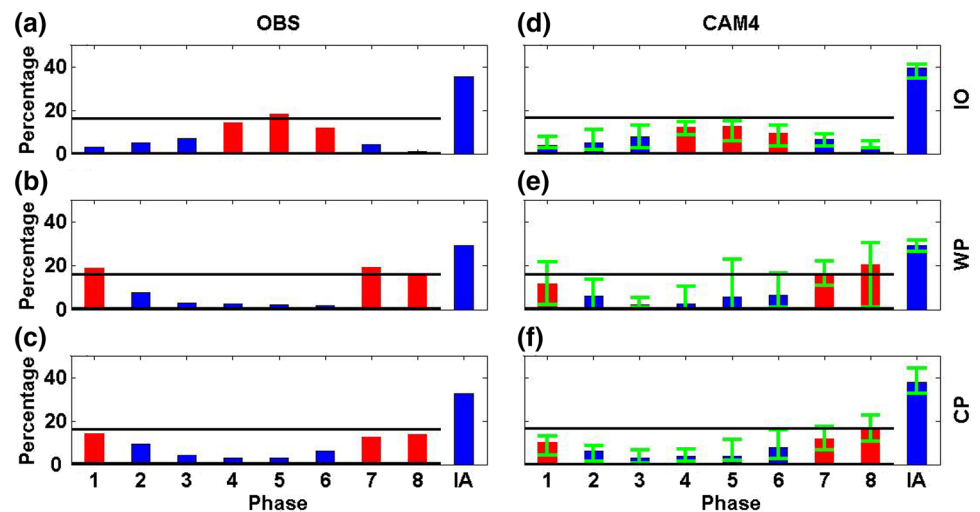 (a) OBS (d) CAM4
Percentage 40 20 0 IO
(b) (e)
Percentage 40 20 0 WP
(c) (f)
Percentage 40 20 0 CP
1 2 3 4 5 6 7 8 IA 1 2 3 4 5 6 7 8 IA
Phase Phase